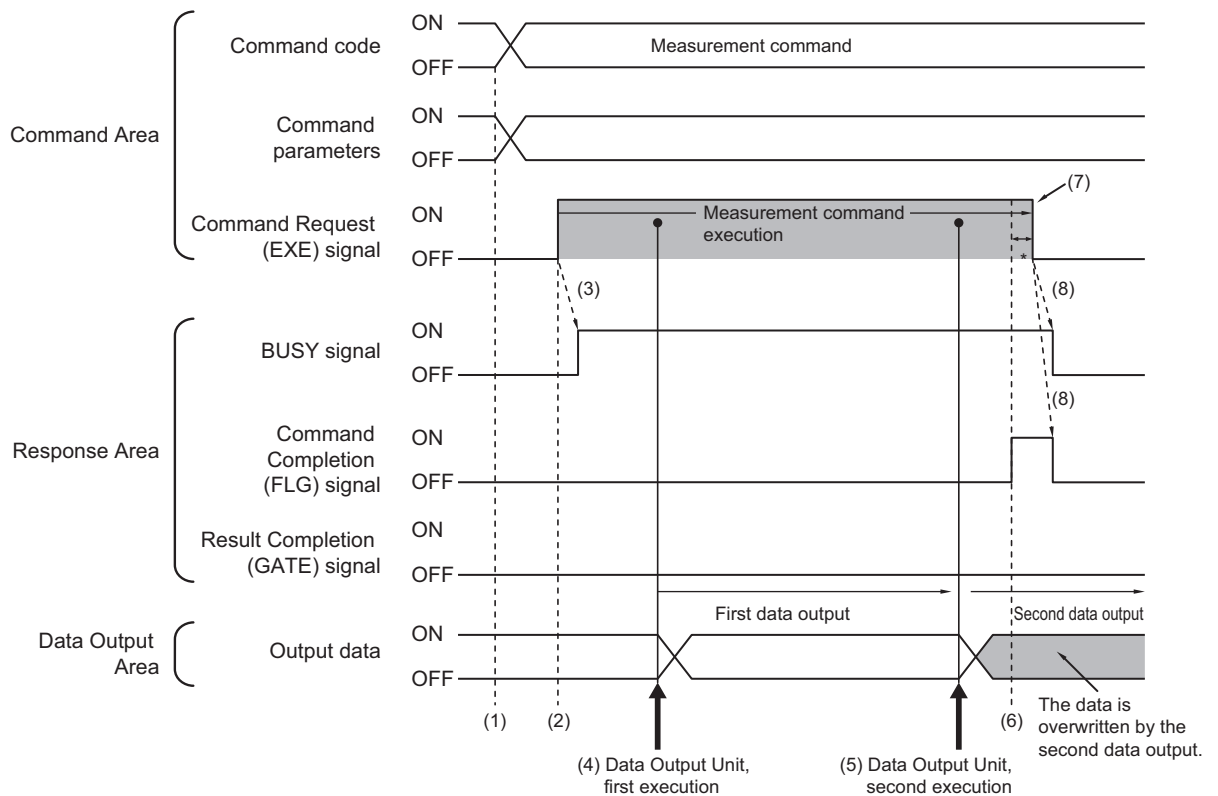 Command Area
Command code
ON
OFF
Measurement command
Command
parameters
ON
OFF
Command Request
(EXE) signal
ON
OFF
Measurement command
execution
(7)
*
(3)
(8)
Response Area
BUSY signal
ON
OFF
(8)
Command
Completion
(FLG) signal
ON
OFF
Result Completion
(GATE) signal
ON
OFF
First data output
Second data output
Data Output
Area
Output data
ON
OFF
(1)
(2)
(6)
The data is
overwritten by the
second data output.
(4) Data Output Unit,
first execution
(5) Data Output Unit,
second execution